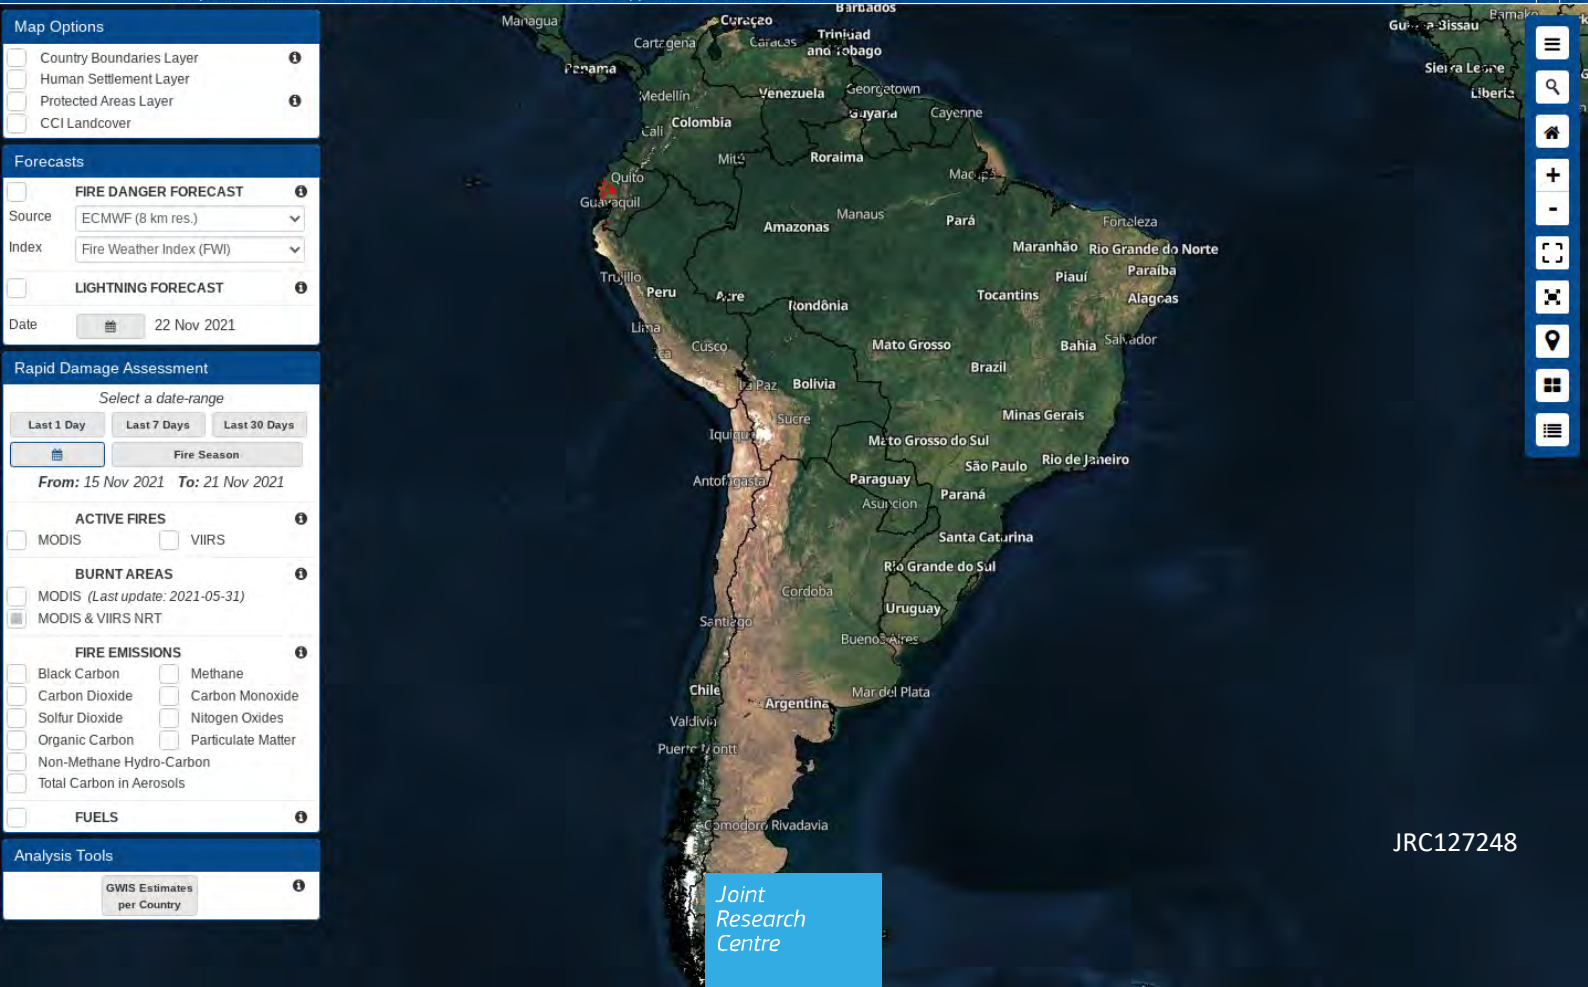 Map Options
Country Boundaries Layer
Human Settlement Layer
Protected Areas Layer
CCI Landcover
Forecasts
FIRE DANGER FORECAST
Source
ECMWF (8 km res.)
Index
Fire Weather Index (FWI)
LIGHTNING FORECAST
Date
22 Nov 2021
Rapid Damage Assessment
Select a date-range
Last 1 Day
Last 7 Days
Last 30 Days
Fire Season
From: 15 Nov 2021 To: 21 Nov 2021
ACTIVE FIRES
MODIS
VIIRS
BURNT AREAS
MODIS (Last update: 2021-05-31)
MODIS & VIIRS NRT
FIRE EMISSIONS
Black Carbon
Methane
Carbon Dioxide
Carbon Monoxide
Solfur Dioxide
Nitogen Oxides
Organic Carbon
Particulate Matter
Non-Methane Hydro-Carbon
Total Carbon in Aerosols
FUELS
Analysis Tools
GWIS Estimates
per Country
Managua
Curaçao
Barbados
Cartagena
Caracas
Trinidad
and Tobago
Panama
Medellín
Venezuela
Georgetown
Colombia
Guyana
Cayenne
Cali
Mitú
Roraima
Quito
Macapá
Guayaquil
Manaus
Pará
Amazonas
Fortaleza
Maranhão
Rio Grande do Norte
Trujillo
Piauí
Paraíba
Peru
Acre
Rondônia
Tocantins
Alagoas
Lima
Cusco
Mato Grosso
Bahia
Salvador
Brazil
La Paz
Bolivia
Sucre
Minas Gerais
Iquique
Mato Grosso do Sul
São Paulo
Rio de Janeiro
Antofagasta
Paraguay
Paraná
Asuncion
Santa Catarina
Rio Grande do Sul
Cordoba
Uruguay
Santiago
Buenos Aires
Chile
Mar del Plata
Argentina
Valdivia
Puerto Montt
Comodoro Rivadavia
Guinea-Bissau
Bamako
Sierra Leone
Liberia
+
-
JRC127248
Joint
Research
Centre